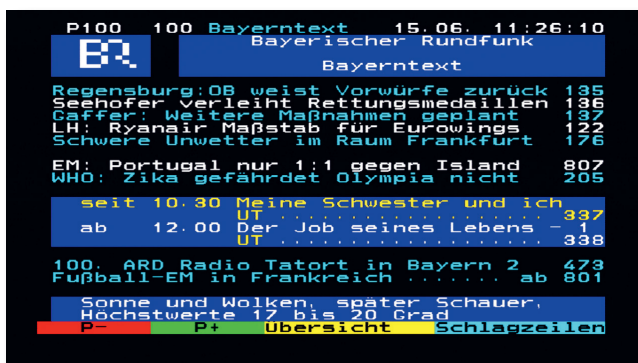 P100 100 Bayerntext 15.06. 11:26:10
BR
Bayerischer Rundfunk
Bayerntext
Regensburg:OB weist Vorwürfe zurück 135
Seehofer verleiht Rettungsmedaillen 136
Gaffer: Weitere Maßnahmen geplant 137
LH: Ryanair Maßstab für Eurowings 122
Schwere Unwetter im Raum Frankfurt 176
EM: Portugal nur 1:1 gegen Island 807
WHO: Zika gefährdet Olympia nicht 205
seit 10.30 Meine Schwester und ich
UT ...................... 337
ab 12.00 Der Job seines Lebens - 1
UT ...................... 338
100. ARD Radio Tatort in Bayern 2 473
Fußball-EM in Frankreich ....... ab 801
Sonne und Wolken, später Schauer,
Höchstwerte 17 bis 20 Grad
P- P+ Übersicht Schlagzeilen